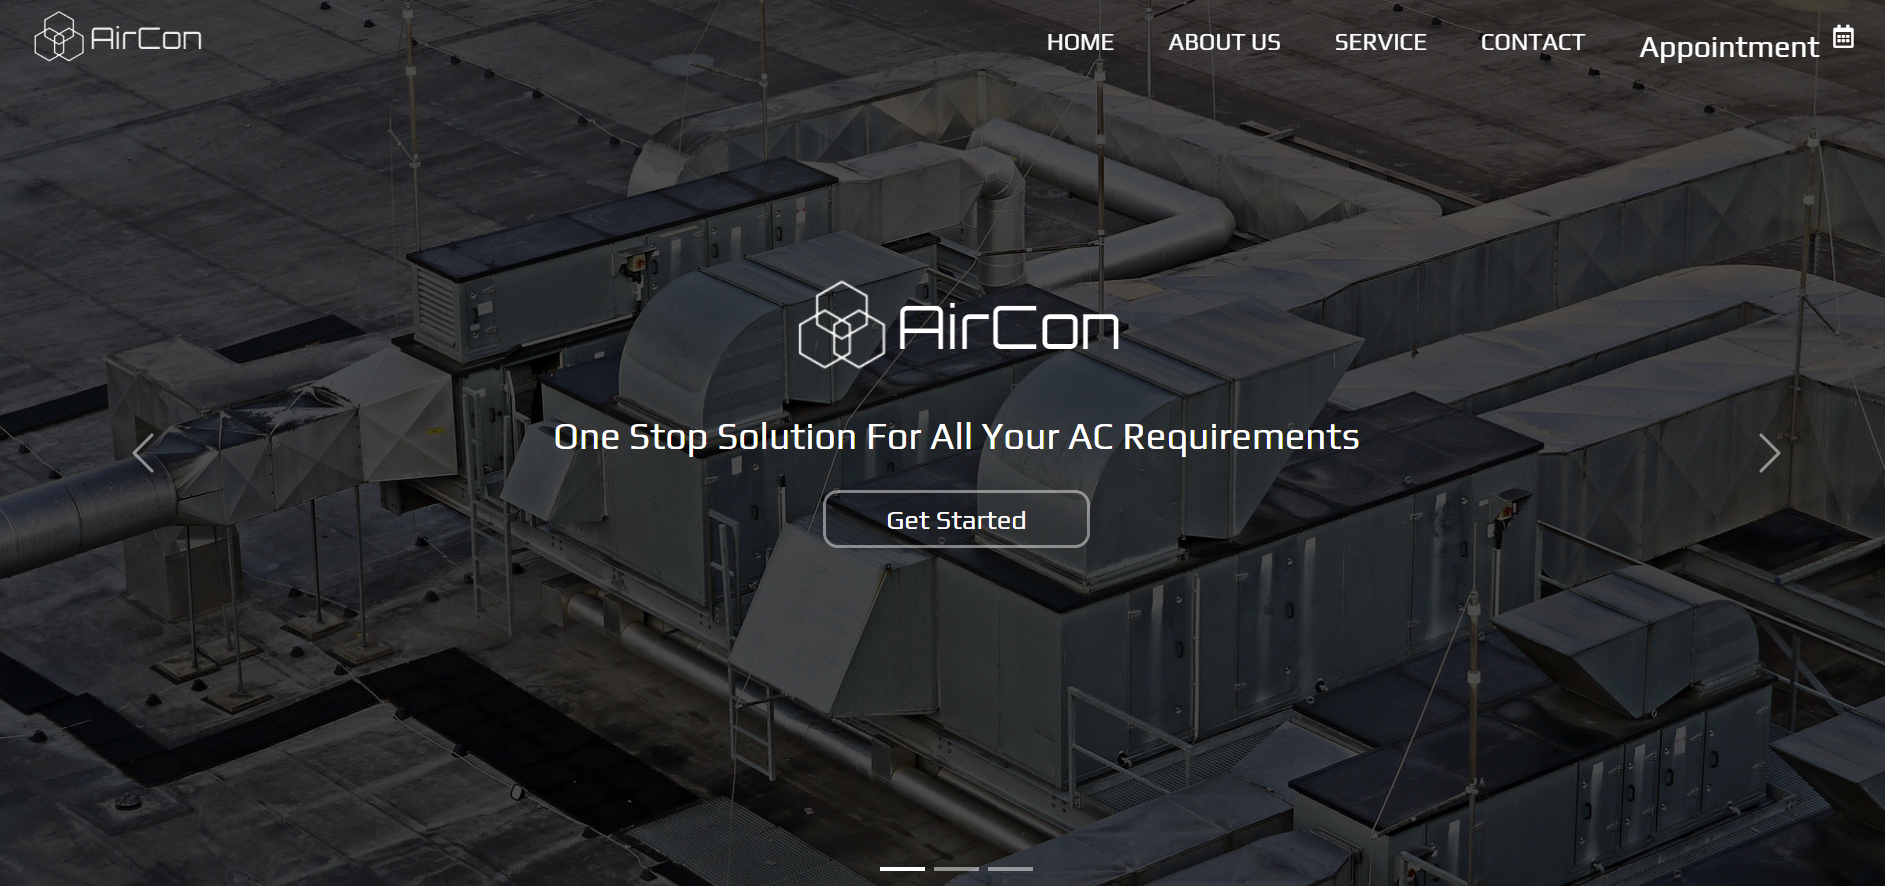 AirCon
HOME
ABOUT US
SERVICE
CONTACT
Appointment
AirCon
One Stop Solution For All Your AC Requirements
Get Started